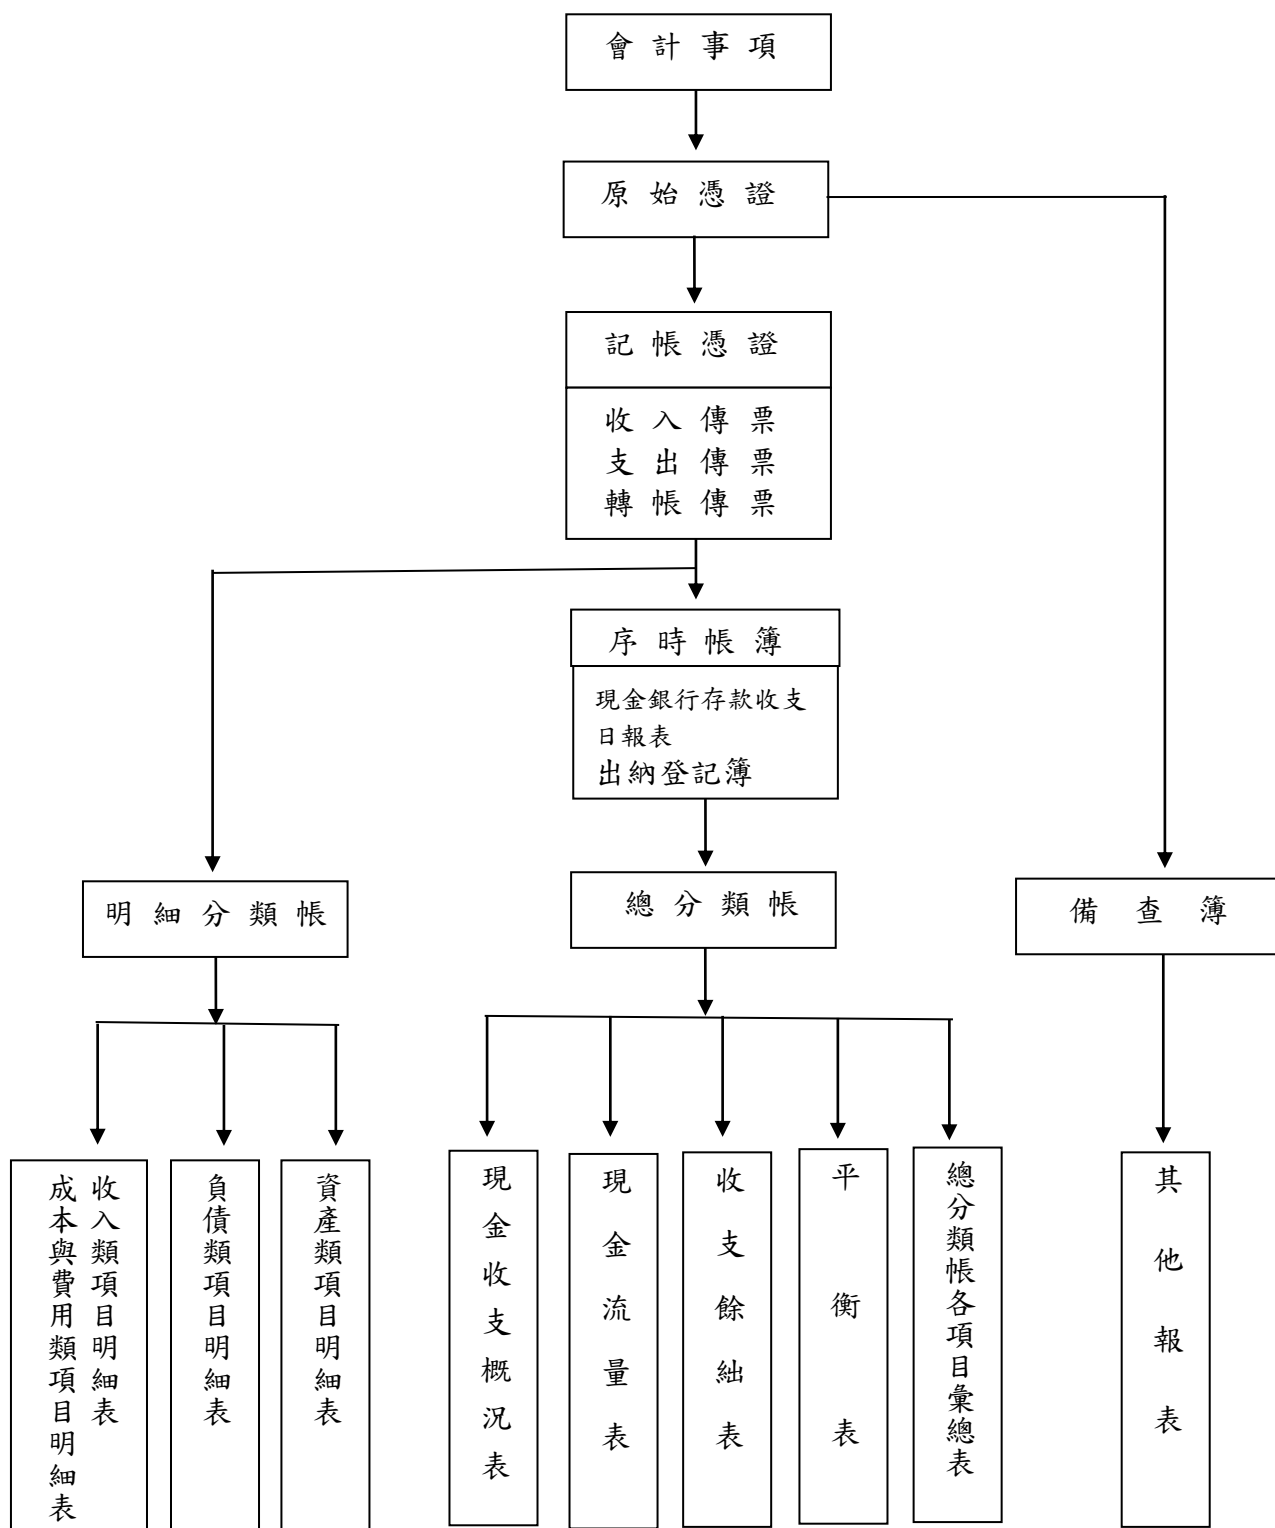 會計事項
原始憑證
記帳憑證
收入傳票
支出傳票
轉帳傳票
序時帳簿
現金銀行存款收支
日報表
出納登記簿
明細分類帳
總分類帳
備查簿
收入類項目明細表
成本與費用類項目明細表
負債類項目明細表
資產類項目明細表
現金收支概況表
現金流量表
收支餘絀表
平衡表
總分類帳各項目彙總表
其他報表